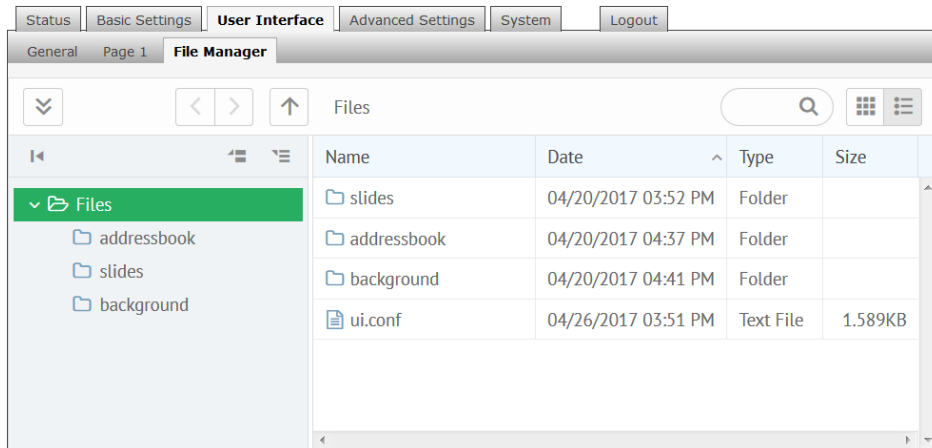 Status Basic Settings User Interface Advanced Settings System Logout
General Page 1 File Manager
Files
Name Date Type Size
Files
addressbook
slides
background
slides 04/20/2017 03:52 PM Folder
addressbook 04/20/2017 04:37 PM Folder
background 04/20/2017 04:41 PM Folder
ui.conf 04/26/2017 03:51 PM Text File 1.589KB